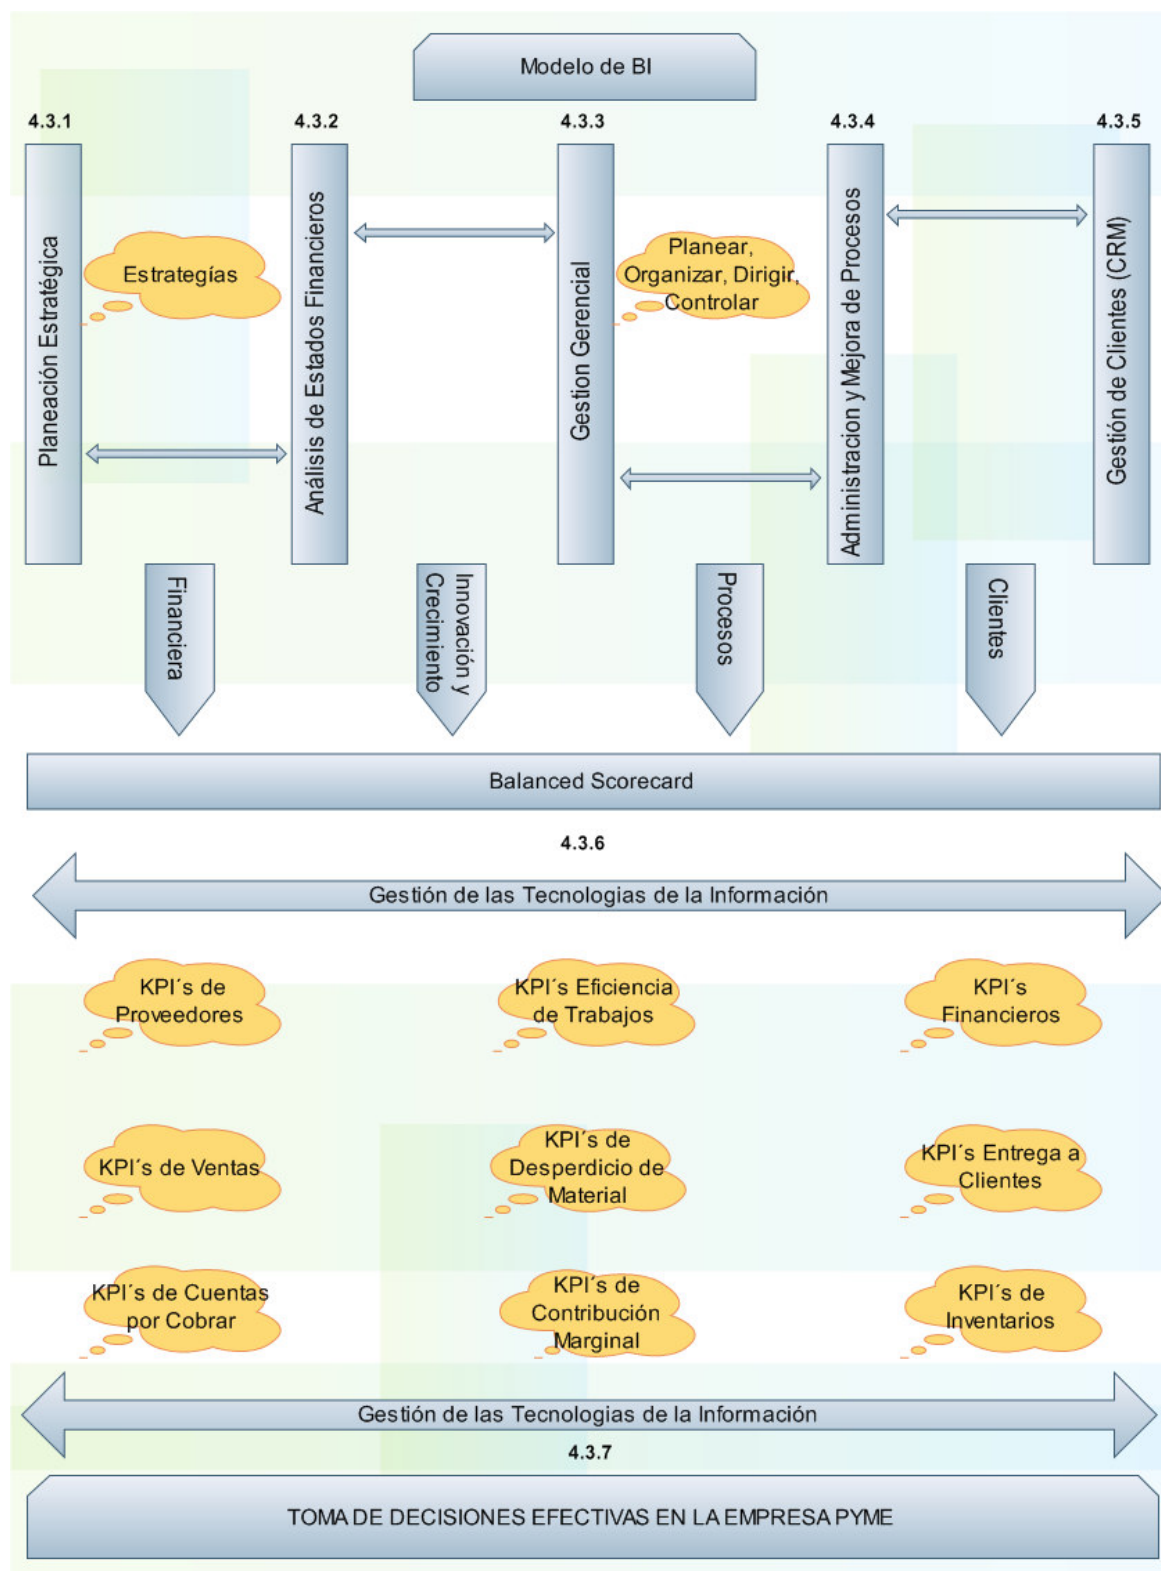 Modelo de BI
4.3.1
4.3.2
4.3.3
4.3.4
4.3.5
Planeación Estratégica
Estrategías
Análisis de Estados Financieros
Gestion Gerencial
Planear,
Organizar, Dirigir,
Controlar
Administracion y Mejora de Procesos
Gestión de Clientes (CRM)
Financiera
Innovación y
Crecimiento
Procesos
Clientes
Balanced Scorecard
4.3.6
Gestión de las Tecnologias de la Información
KPI´s de
Proveedores
KPI´s Eficiencia
de Trabajos
KPI´s
Financieros
KPI´s de Ventas
KPI´s de
Desperdicio de
Material
KPI´s Entrega a
Clientes
KPI´s de Cuentas
por Cobrar
KPI´s de
Contribución
Marginal
KPI´s de
Inventarios
Gestión de las Tecnologias de la Información
4.3.7
TOMA DE DECISIONES EFECTIVAS EN LA EMPRESA PYME